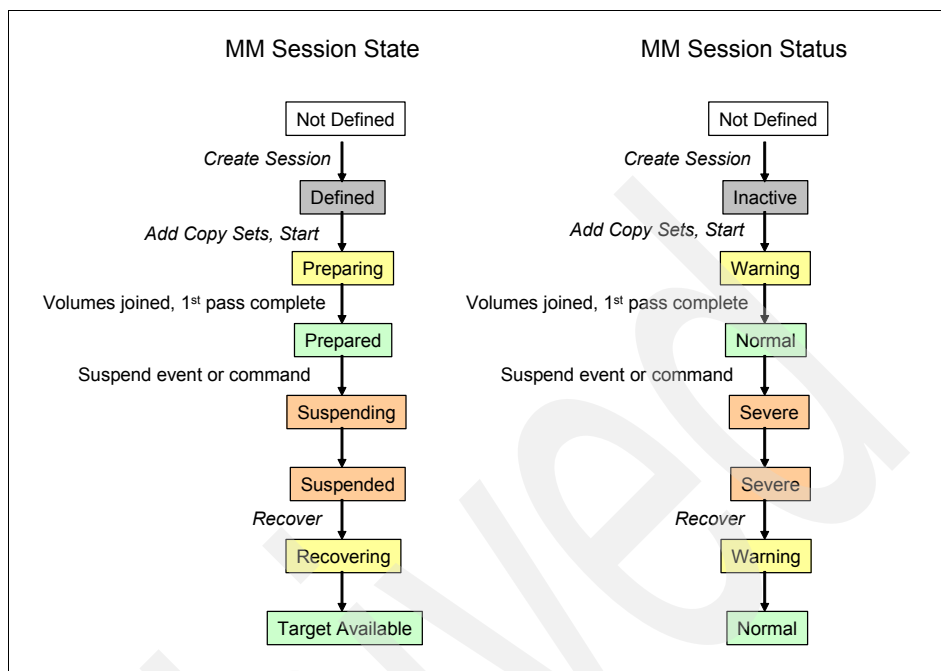 MM Session State
Not Defined
Create Session
Defined
Add Copy Sets, Start
Preparing
Volumes joined, 1st pass complete
Prepared
Suspend event or command
Suspending
Suspended
Recover
Recovering
Target Available
MM Session Status
Not Defined
Create Session
Inactive
Add Copy Sets, Start
Warning
Volumes joined, 1st pass complete
Normal
Suspend event or command
Severe
Severe
Recover
Warning
Normal